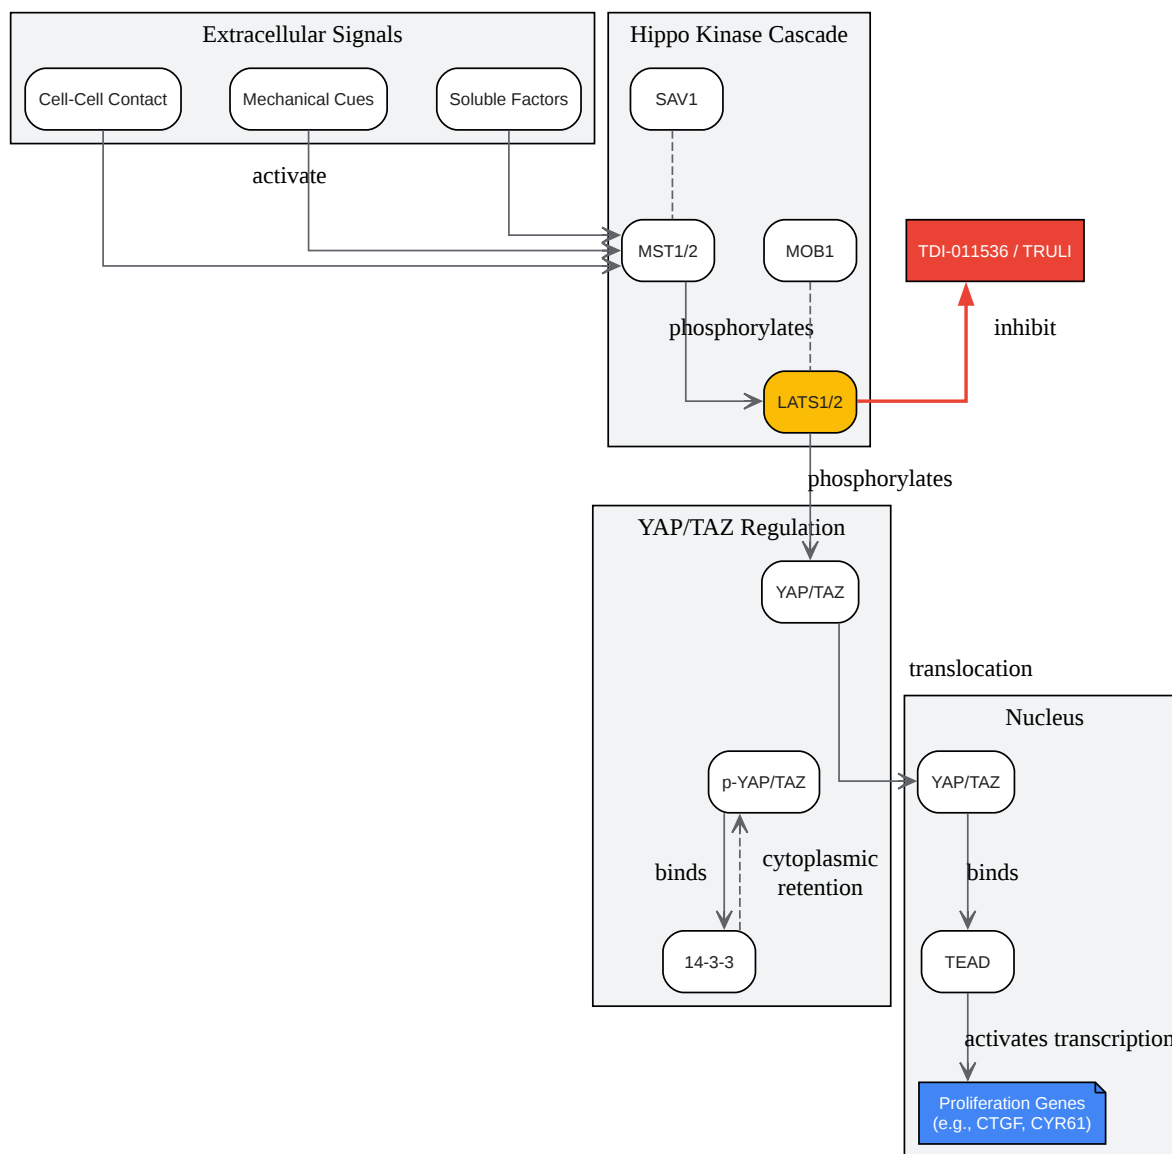 Extracellular Signals
Hippo Kinase Cascade
Cell-Cell Contact
Mechanical Cues
Soluble Factors
SAV1
activate
MST1/2
MOB1
TDI-011536 / TRULI
phosphorylates
inhibit
LATS1/2
phosphorylates
YAP/TAZ Regulation
YAP/TAZ
translocation
Nucleus
p-YAP/TAZ
YAP/TAZ
binds
cytoplasmic
retention
binds
14-3-3
TEAD
activates transcription
Proliferation Genes
(e.g., CTGF, CYR61)